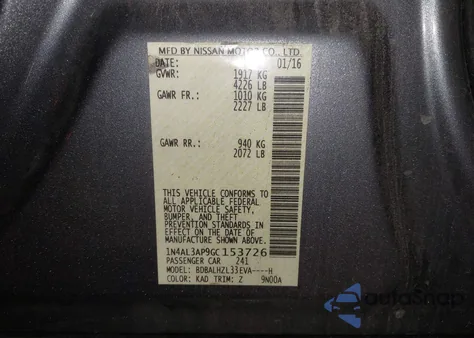 MFD BY NISSAN MOTOR CO., LTD
DATE: 01/16
GVWR: 1917 KG
4226 LB
GAWR FR.: 1010 KG
2227 LB
GAWR RR.: 940 KG
2072 LB
THIS VEHICLE CONFORMS TO
ALL APPLICABLE FEDERAL
MOTOR VEHICLE SAFETY,
BUMPER, AND THEFT
PREVENTION STANDARDS
IN EFFECT ON THE DATE OF
MANUFACTURE SHOWN ABOVE.
1N4AL3AP9GC153726
PASSENGER CAR 241
MODEL: BDBALHZL33EVA----H
COLOR: KAD TRIM: 2 9N00A
autoSnap